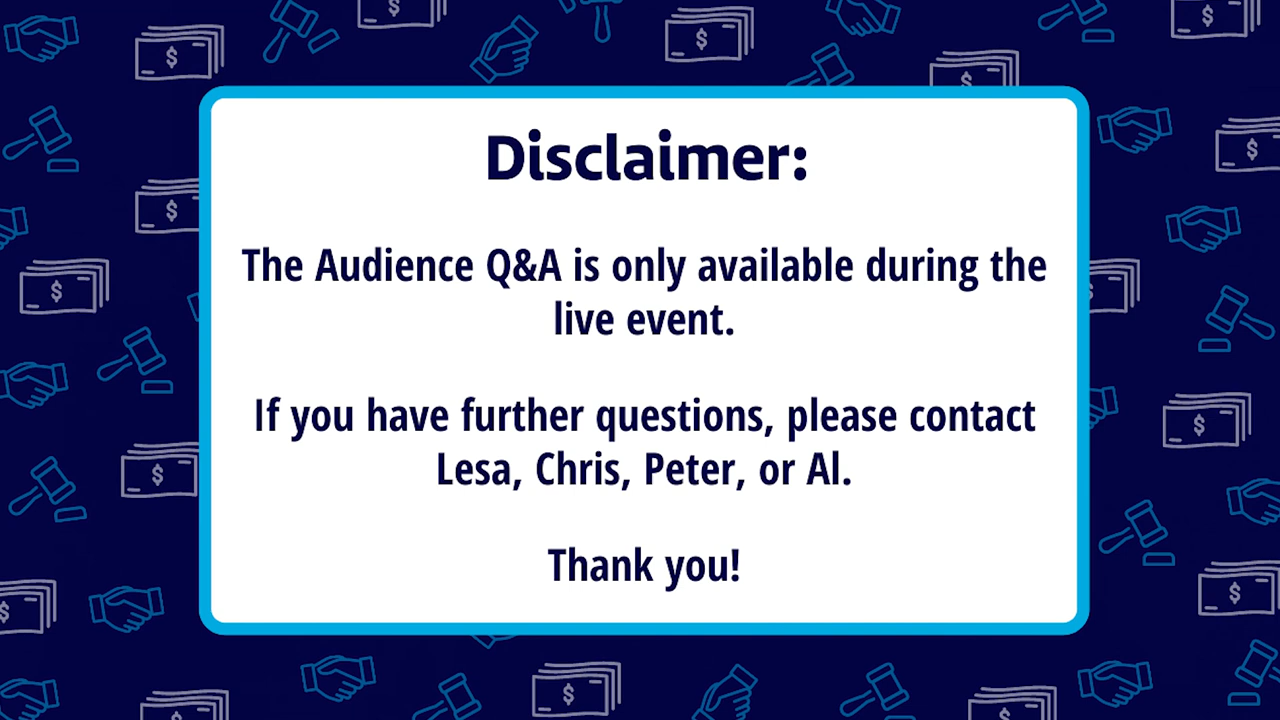 Disclaimer:
The Audience Q&A is only available during the
live event.
If you have further questions, please contact
Lesa, Chris, Peter, or Al.
Thank you!